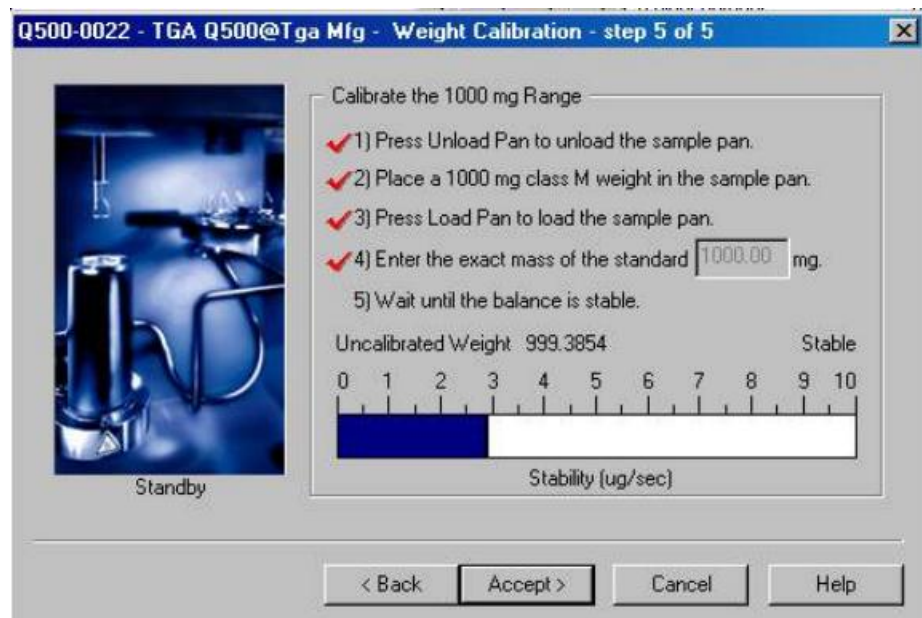 Q500-0022 - TGA Q500@Tga Mfg - Weight Calibration - step 5 of 5
Calibrate the 1000 mg Range
1) Press Unload Pan to unload the sample pan.
2) Place a 1000 mg class M weight in the sample pan.
3) Press Load Pan to load the sample pan.
4) Enter the exact mass of the standard 1000.00 mg.
5) Wait until the balance is stable.
Uncalibrated Weight 999.3854 Stable
0 1 2 3 4 5 6 7 8 9 10
Stability (ug/sec)
Standby
< Back Accept > Cancel Help